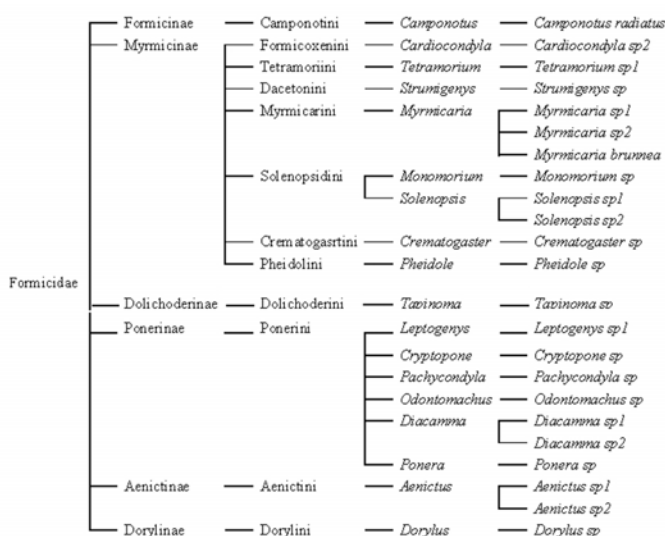 Formicinae Camponotini Camponotus Camponotus radiatus
Myrmicinae Formicoxenini Cardiocondyla Cardiocondyla sp2
Tetramoriini Tetramorium Tetramorium sp1
Dacetonini Strumigenys Strumigenys sp
Myrmicarini Myrmicaria Myrmicaria sp1
Myrmicaria sp2
Myrmicaria brunnea
Solenopsidini Monomorium Monomorium sp
Solenopsis Solenopsis sp1
Solenopsis sp2
Crematogasrtini Crematogaster Crematogaster sp
Pheidolini Pheidole Pheidole sp
Formicidae
Dolichoderinae Dolichoderini Tapinoma Tapinoma sp
Ponerinae Ponerini Leptogenys Leptogenys sp1
Cryptopone Cryptopone sp
Pachycondyla Pachycondyla sp
Odontomachus Odontomachus sp
Diacamma Diacamma sp1
Diacamma sp2
Ponera Ponera sp
Aenictinae Aenictini Aenictus Aenictus sp1
Aenictus sp2
Dorylinae Dorylini Dorylus Dorylus sp